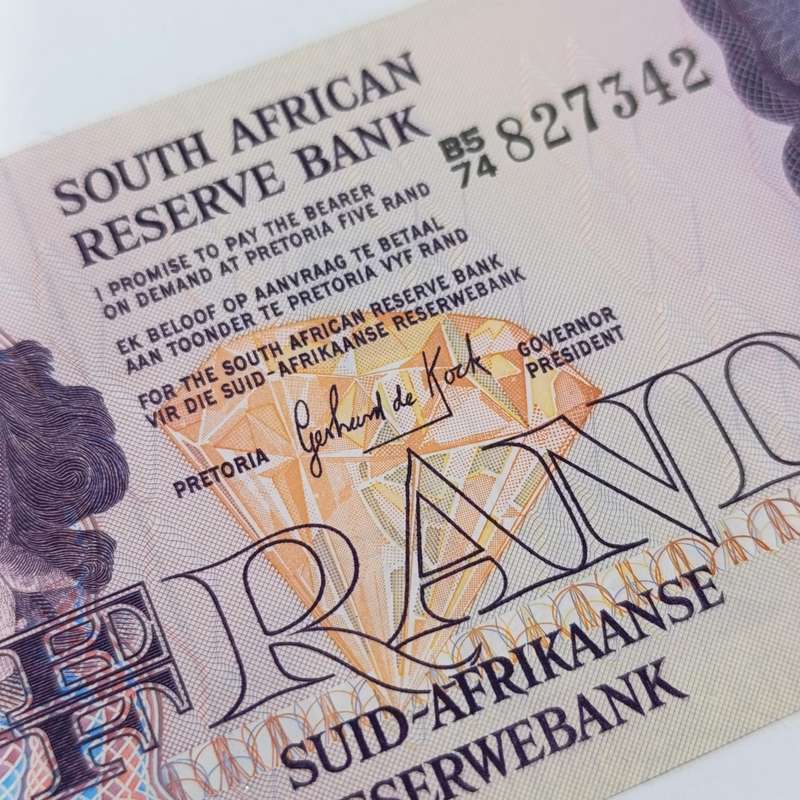 SOUTH AFRICAN
RESERVE BANK
B5
74 827342
I PROMISE TO PAY THE BEARER
ON DEMAND AT PRETORIA FIVE RAND
EK BELOOF OP AANVRAAG TE BETAAL
AAN TOONDER TE PRETORIA VYF RAND
FOR THE SOUTH AFRICAN RESERVE BANK
VIR DIE SUID-AFRIKAANSE RESERWEBANK
PRETORIA Gerhard de Kock GOVERNOR
PRESIDENT
RAND
SUID-AFRIKAANSE
RESERWEBANK